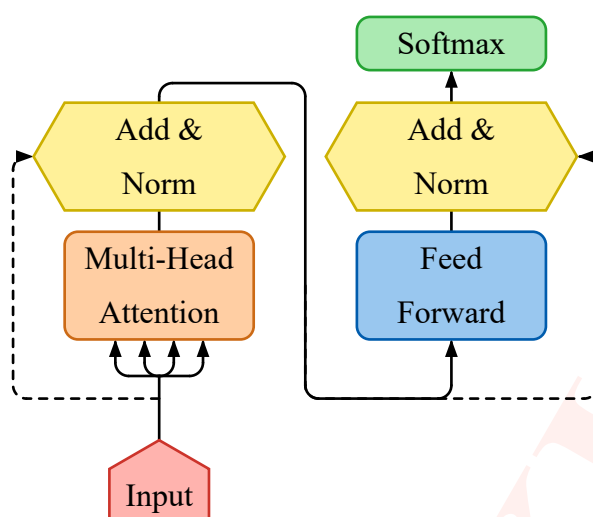 Softmax
Add &
Norm
Add &
Norm
Multi-Head
Attention
Feed
Forward
Input